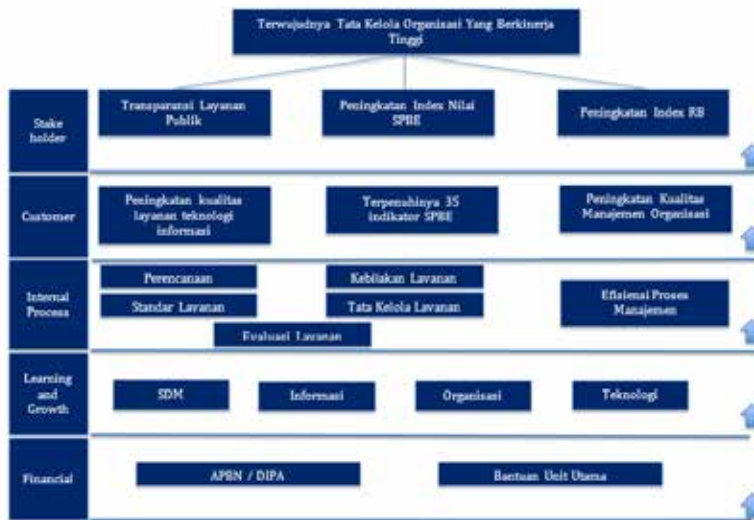 Terwujudnya Tata Kelola Organisasi Yang Berkinerja
Tinggi
Stake
holder
Transparansi Layanan
Publik
Peningkatan Index Nilai
SPBE
Peningkatan Index RB
Customer
Peningkatan kualitas
layanan teknologi
informasi
Terpenuhinya 35
indikator SPBE
Peningkatan Kualitas
Manajemen Organisasi
Internal
Process
Perencanaan
Kebijakan Layanan
Standar Layanan
Tata Kelola Layanan
Evaluasi Layanan
Efisiensi Proses
Manajemen
Learning
and
Growth
SDM
Informasi
Organisasi
Teknologi
Financial
APBN / DIPA
Bantuan Unit Utama